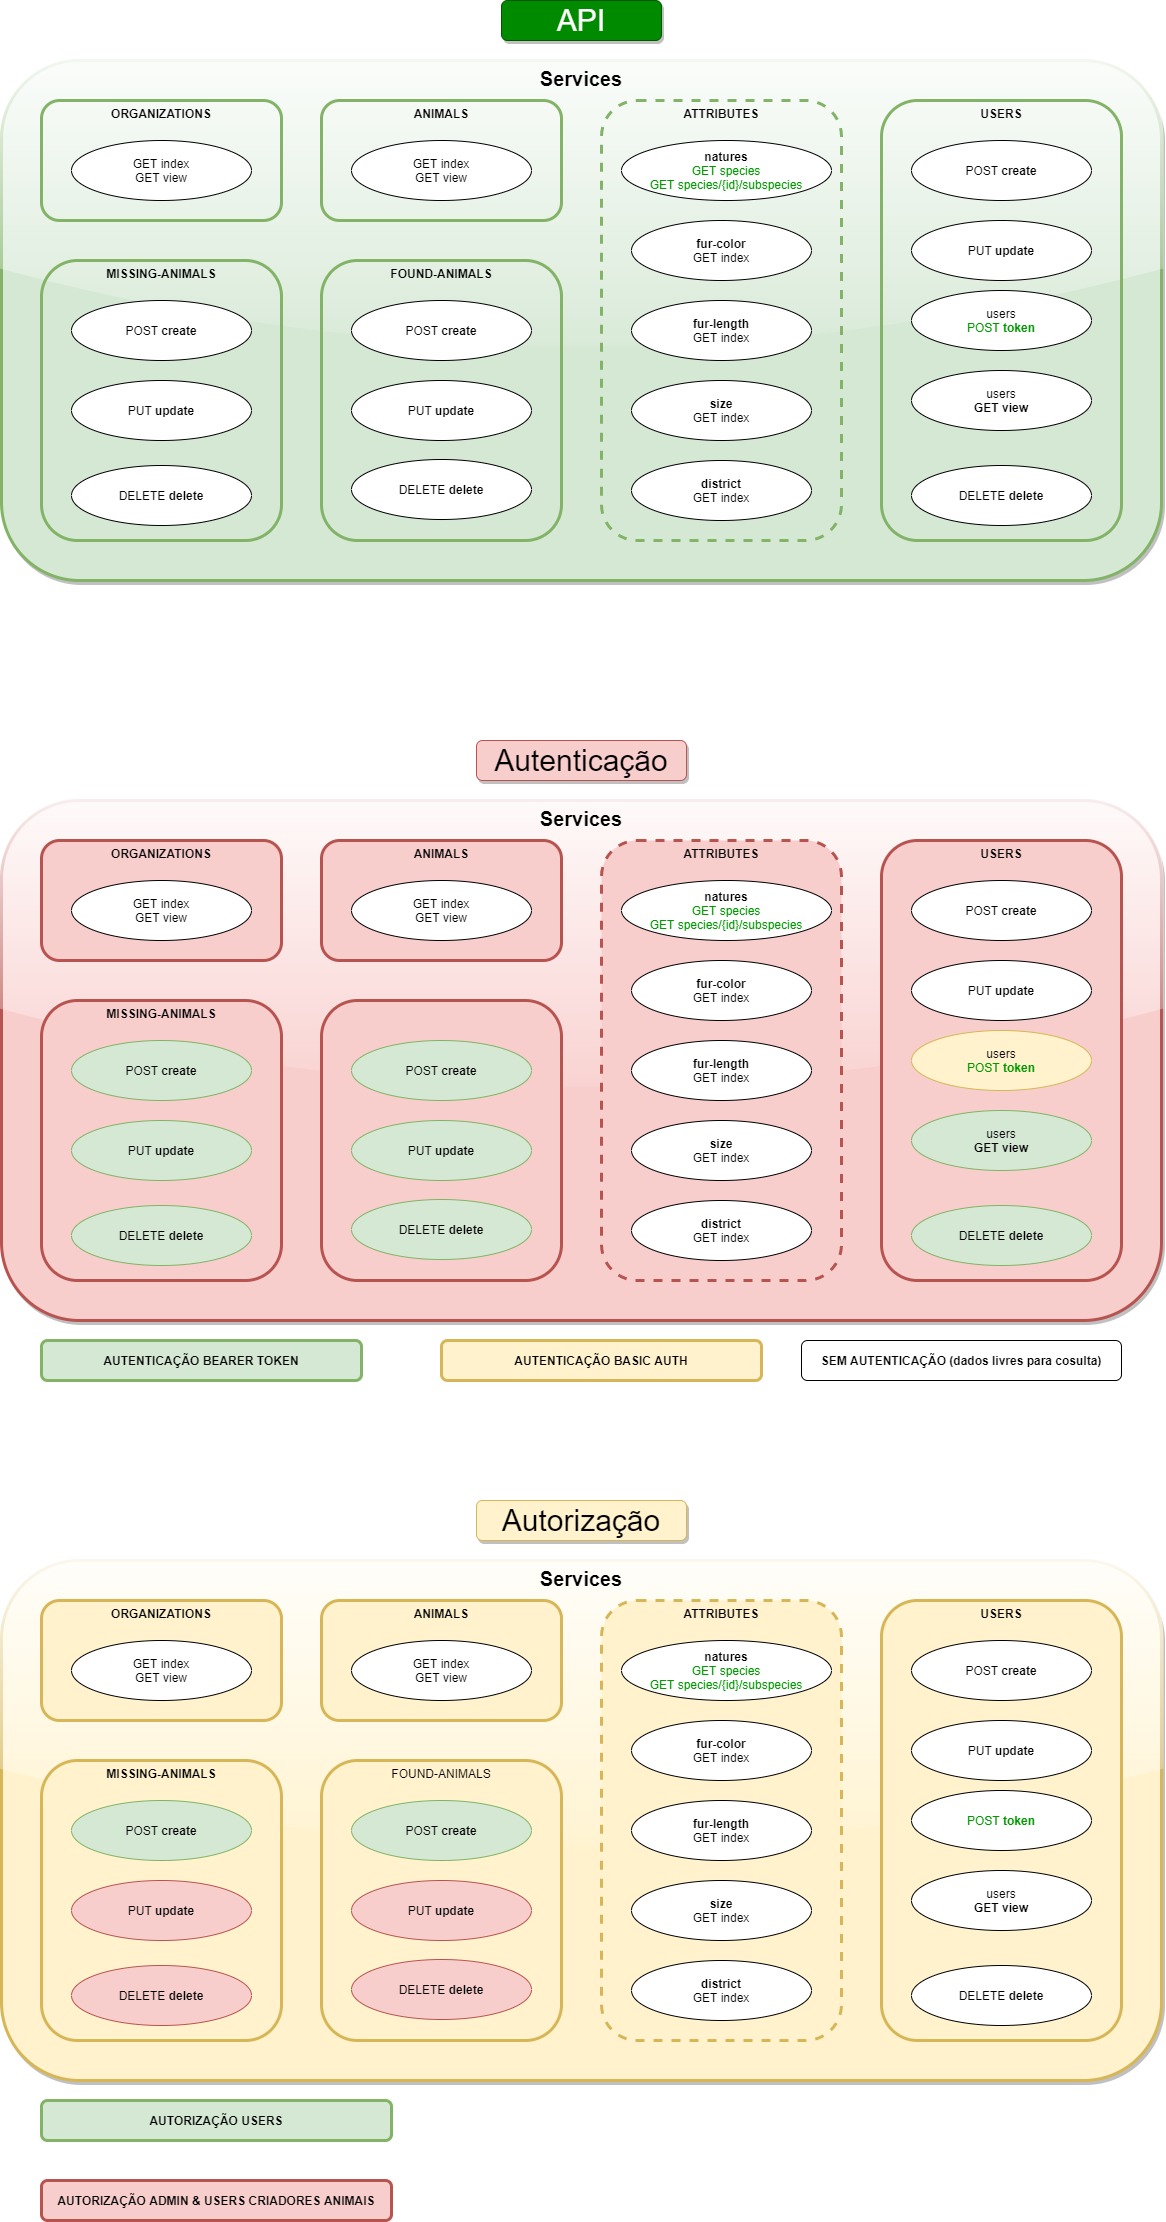 API
Services
ORGANIZATIONS
GET index
GET view
ANIMALS
GET index
GET view
MISSING-ANIMALS
POST create
PUT update
DELETE delete
FOUND-ANIMALS
POST create
PUT update
DELETE delete
ATTRIBUTES
natures
GET species
GET species/{id}/subspecies
fur-color
GET index
fur-length
GET index
size
GET index
district
GET index
USERS
POST create
PUT update
users
POST token
users
GET view
DELETE delete
Autenticação
Services
ORGANIZATIONS
GET index
GET view
ANIMALS
GET index
GET view
MISSING-ANIMALS
POST create
PUT update
DELETE delete
POST create
PUT update
DELETE delete
ATTRIBUTES
natures
GET species
GET species/{id}/subspecies
fur-color
GET index
fur-length
GET index
size
GET index
district
GET index
USERS
POST create
PUT update
users
POST token
users
GET view
DELETE delete
AUTENTICAÇÃO BEARER TOKEN
AUTENTICAÇÃO BASIC AUTH
SEM AUTENTICAÇÃO (dados livres para cosulta)
Autorização
Services
ORGANIZATIONS
GET index
GET view
ANIMALS
GET index
GET view
MISSING-ANIMALS
POST create
PUT update
DELETE delete
FOUND-ANIMALS
POST create
PUT update
DELETE delete
ATTRIBUTES
natures
GET species
GET species/{id}/subspecies
fur-color
GET index
fur-length
GET index
size
GET index
district
GET index
USERS
POST create
PUT update
POST token
users
GET view
DELETE delete
AUTORIZAÇÃO USERS
AUTORIZAÇÃO ADMIN & USERS CRIADORES ANIMAIS